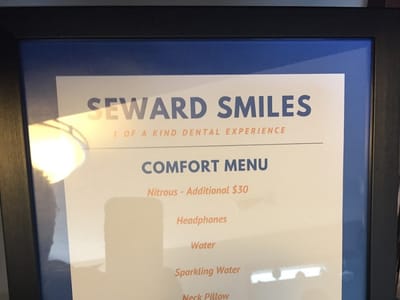 SEWARD SMILES
1 OF A KIND DENTAL EXPERIENCE
COMFORT MENU
Nitrous - Additional $30
Headphones
Water
Sparkling Water
Neck Pillow